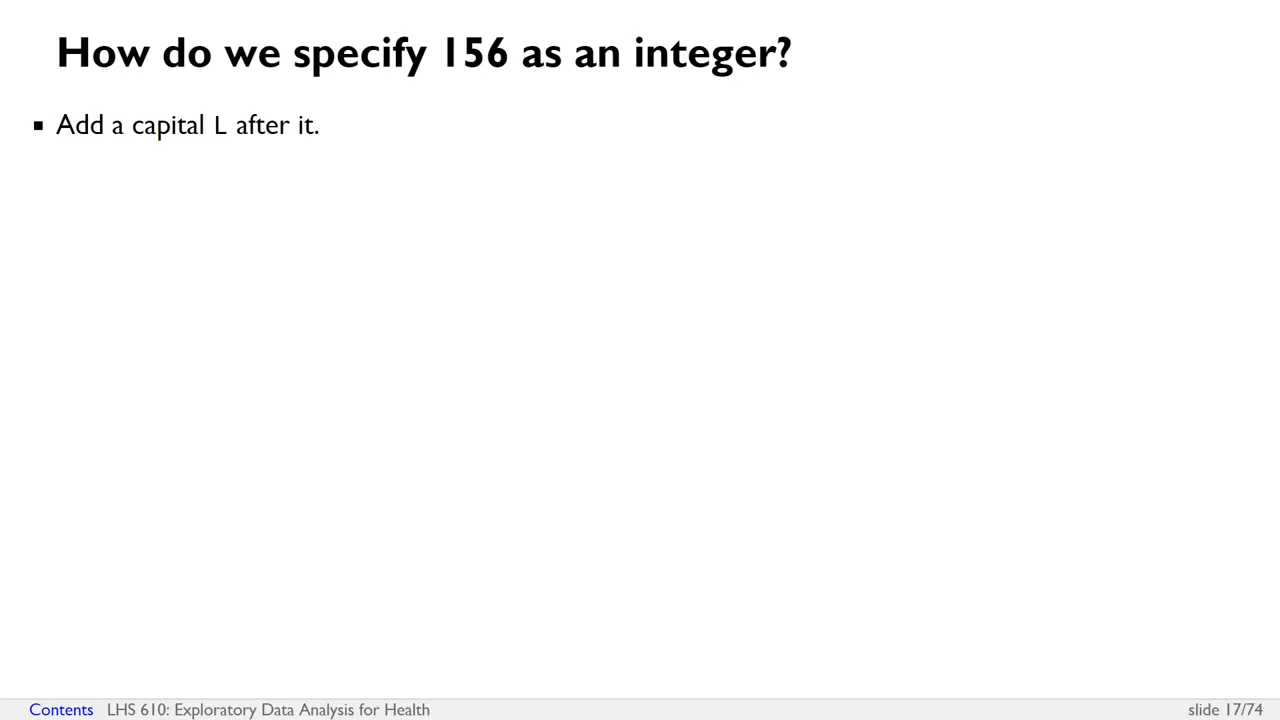 How do we specify 156 as an integer?
▪ Add a capital L after it.
Contents LHS 610: Exploratory Data Analysis for Health slide 17/74